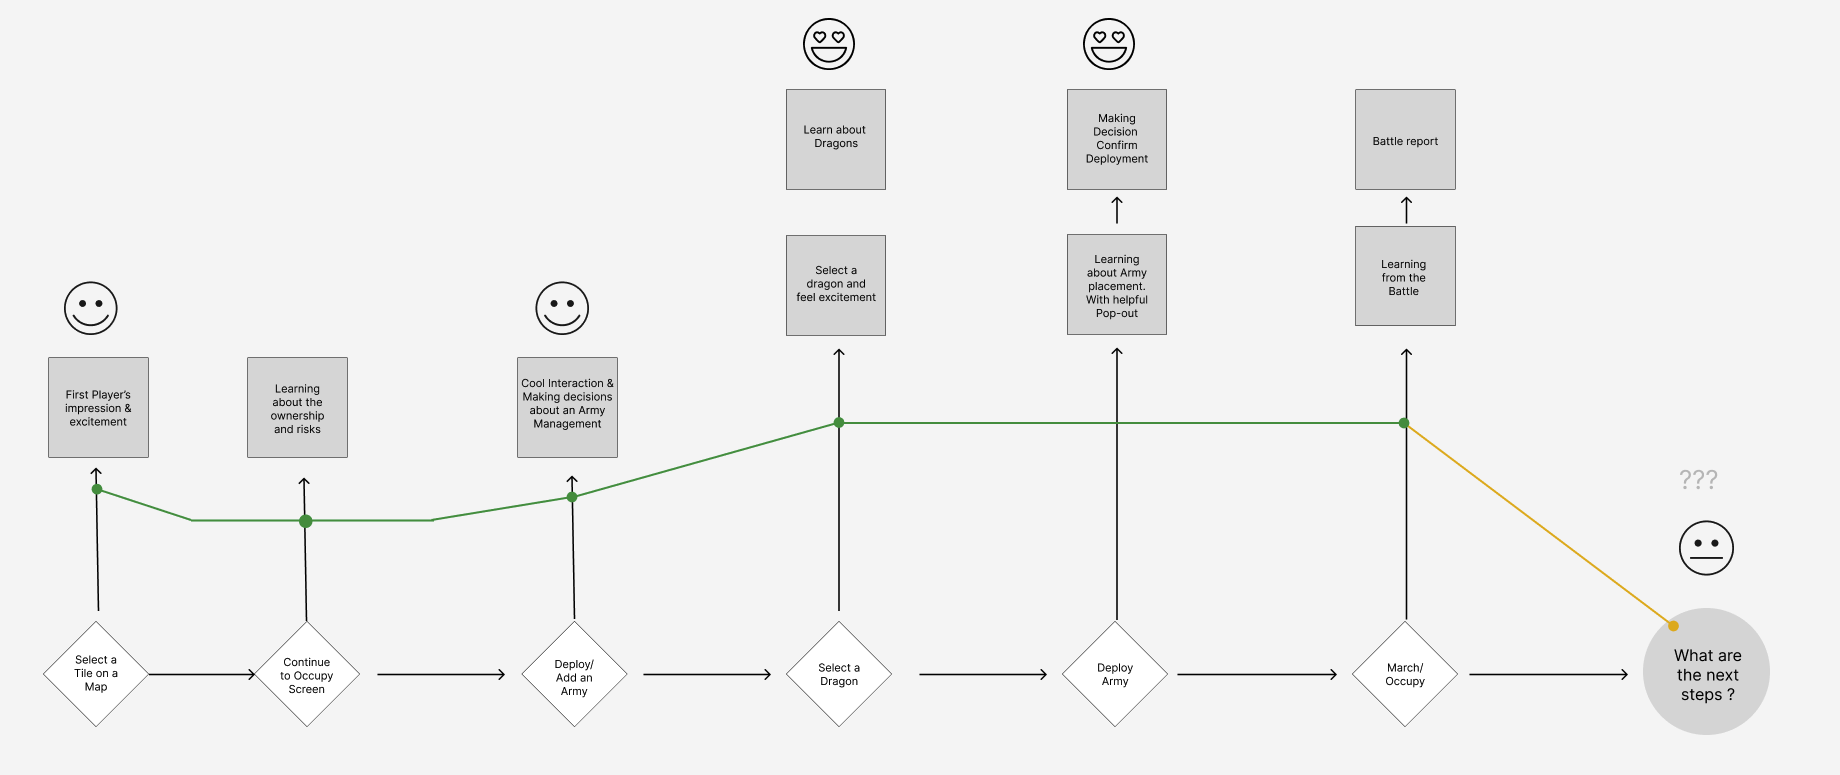 Learn about
Dragons
Making
Decision
Confirm
Deployment
Battle report
Select a
dragon and
feel excitement
Learning
about Army
placement.
With helpful
Pop-out
Learning
from the
Battle
First Player's
impression &
excitement
Learning
about the
ownership
and risks
Cool Interaction &
Making decisions
about an Army
Management
???
Select a
Tile on a
Map
Continue
to Occupy
Screen
Deploy/
Add an
Army
Select a
Dragon
Deploy
Army
March/
Occupy
What are
the next
steps ?